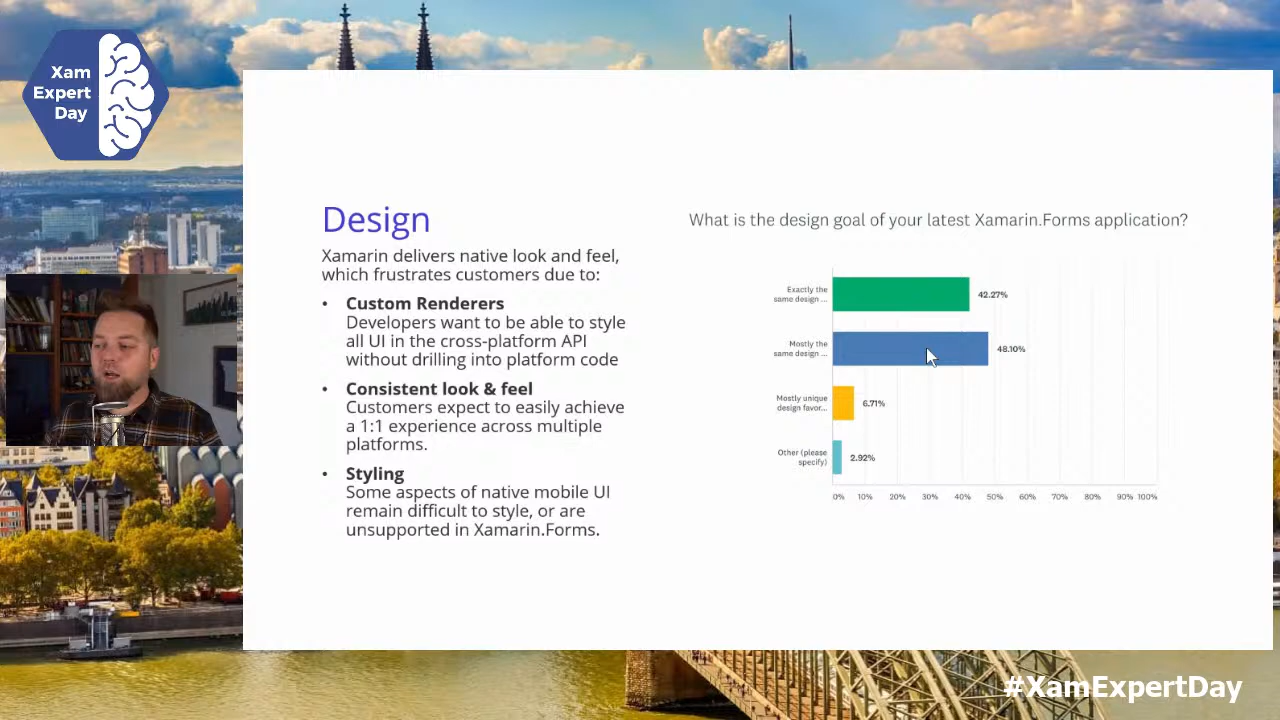 Xam
Expert
Day
Design
Xamarin delivers native look and feel,
which frustrates customers due to:
• Custom Renderers
Developers want to be able to style
all UI in the cross-platform API
without drilling into platform code
• Consistent look & feel
Customers expect to easily achieve
a 1:1 experience across multiple
platforms.
• Styling
Some aspects of native mobile UI
remain difficult to style, or are
unsupported in Xamarin.Forms.
What is the design goal of your latest Xamarin.Forms application?
Exactly the
same design ...
42.27%
Mostly the
same design ...
48.10%
Mostly unique
design favor...
6.71%
Other (please
specify)
2.92%
0% 10% 20% 30% 40% 50% 60% 70% 80% 90% 100%
#XamExpertDay